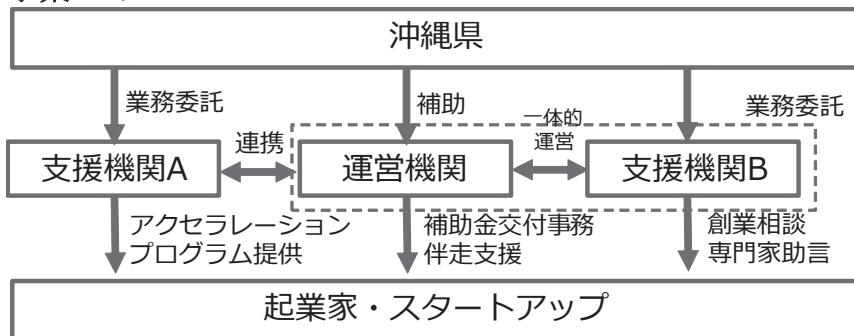 沖縄県
業務委託
補助
一体的
運営
業務委託
支援機関A
連携
運営機関
支援機関B
アクセラレーション
プログラム提供
補助金交付事務
伴走支援
創業相談
専門家助言
起業家・スタートアップ